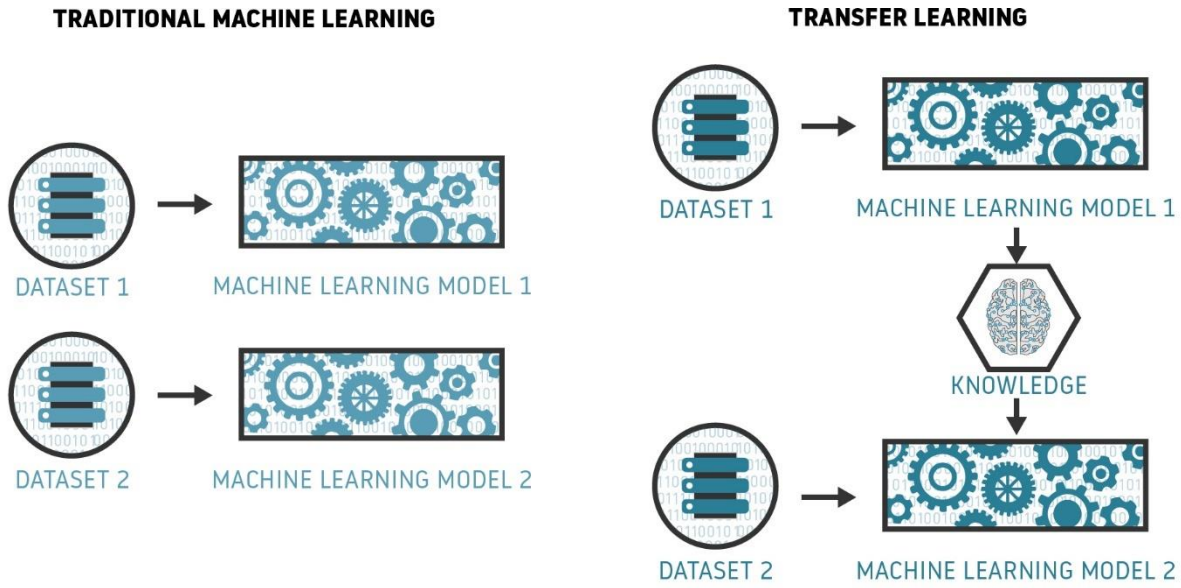 TRADITIONAL MACHINE LEARNING
DATASET 1
MACHINE LEARNING MODEL 1
DATASET 2
MACHINE LEARNING MODEL 2
TRANSFER LEARNING
DATASET 1
MACHINE LEARNING MODEL 1
KNOWLEDGE
DATASET 2
MACHINE LEARNING MODEL 2